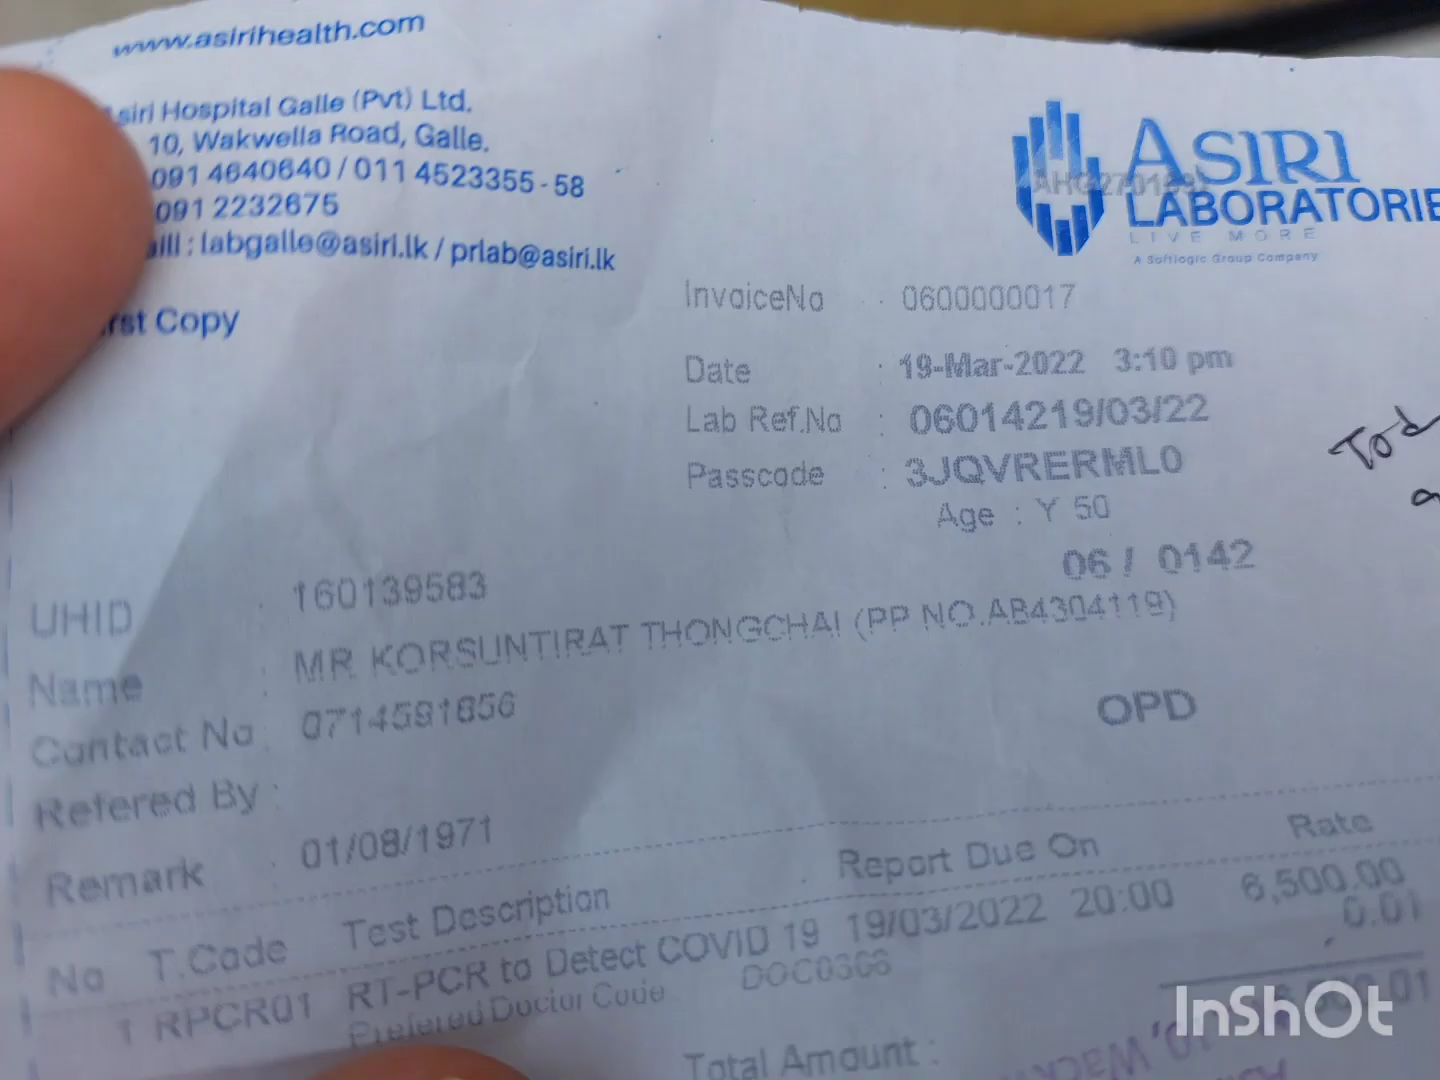 www.asirihealth.com
siri Hospital Galle (Pvt) Ltd.
10, Wakwella Road, Galle.
091 4640640 / 011 4523355 - 58
091 2232675
: labgalle@asiri.lk / prlab@asiri.lk
rst Copy
ASIRI
LABORATORIE
LIVE MORE
A Softlogic Group Company
InvoiceNo : 0600000017
Date : 19-Mar-2022 3:10 pm
Lab Ref.No : 06014219/03/22
Passcode : 3JQVRERML0
Age : Y 50
06 / 0142
UHID : 160139583
Name : MR KORSUNTIRAT THONGCHAI (PP NO.AB4304119)
Contact No : 0714591656
OPD
Refered By :
Remark : 01/08/1971
No T.Code Test Description Report Due On Rate
1 RPCR01 RT-PCR to Detect COVID 19 19/03/2022 20:00 6,500.00
Prefered Doctor Code DOC0366 0.01
Total Amount :
InShOt